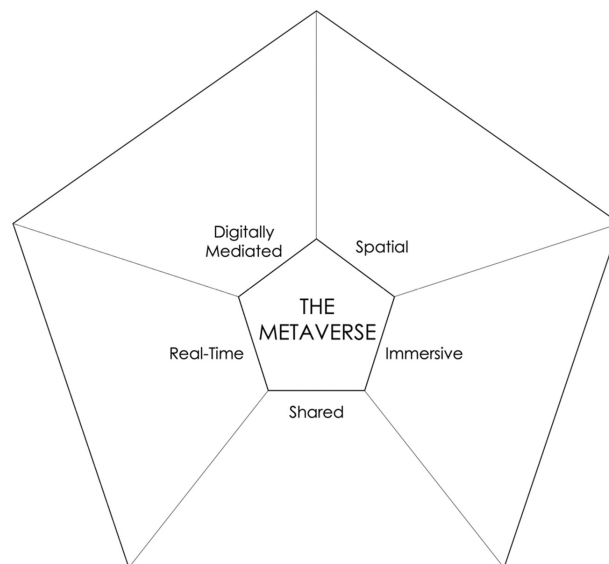 Digitally
Mediated
Spatial
THE
METAVERSE
Real-Time
Immersive
Shared